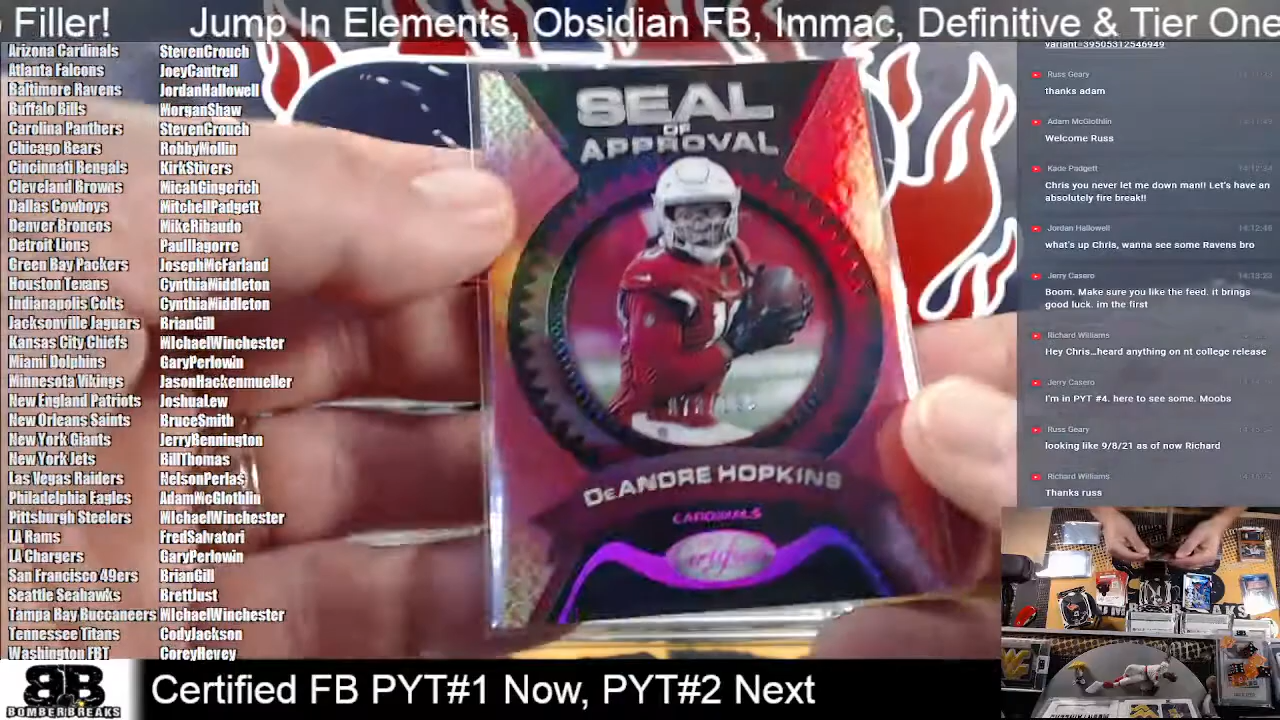 Filler! Jump In Elements, Obsidian FB, Immac, Definitive & Tier One
Arizona Cardinals StevenCrouch
Atlanta Falcons JoeyCantrell
Baltimore Ravens JordanHallowell
Buffalo Bills MorganShaw
Carolina Panthers StevenCrouch
Chicago Bears RobbyMollin
Cincinnati Bengals KirkStivers
Cleveland Browns MicahGingerich
Dallas Cowboys MitchellPadgett
Denver Broncos MikeRibaudo
Detroit Lions PaulIlagorre
Green Bay Packers JosephMcFarland
Houston Texans CynthiaMiddleton
Indianapolis Colts CynthiaMiddleton
Jacksonville Jaguars BrianGill
Kansas City Chiefs MIchaelWinchester
Miami Dolphins GaryPerlowin
Minnesota Vikings JasonHackenmueller
New England Patriots JoshuaLew
New Orleans Saints BruceSmith
New York Giants JerryBennington
New York Jets BillThomas
Las Vegas Raiders NelsonPerlas
Philadelphia Eagles AdamMcGlothlin
Pittsburgh Steelers MIchaelWinchester
LA Rams FredSalvatori
LA Chargers GaryPerlowin
San Francisco 49ers BrianGill
Seattle Seahawks BrettJust
Tampa Bay Buccaneers MIchaelWinchester
Tennessee Titans CodyJackson
Washington FBT CoreyHevey
SEAL
OF
APPROVAL
DEANDRE HOPKINS
CARDINALS
Certified
variant=39505312546949
Russ Geary
thanks adam
Adam McGlothlin
Welcome Russ
Kade Padgett
Chris you never let me down man!! Let's have an
absolutely fire break!!
Jordan Hallowell
what's up Chris, wanna see some Ravens bro
Jerry Casero
Boom. Make sure you like the feed. it brings
good luck. im the first
Richard Williams
Hey Chris...heard anything on nt college release
Jerry Casero
I'm in PYT #4. here to see some. Moobs
Russ Geary
looking like 9/8/21 as of now Richard
Richard Williams
Thanks russ
BB
BOMBERBREAKS
Certified FB PYT#1 Now, PYT#2 Next